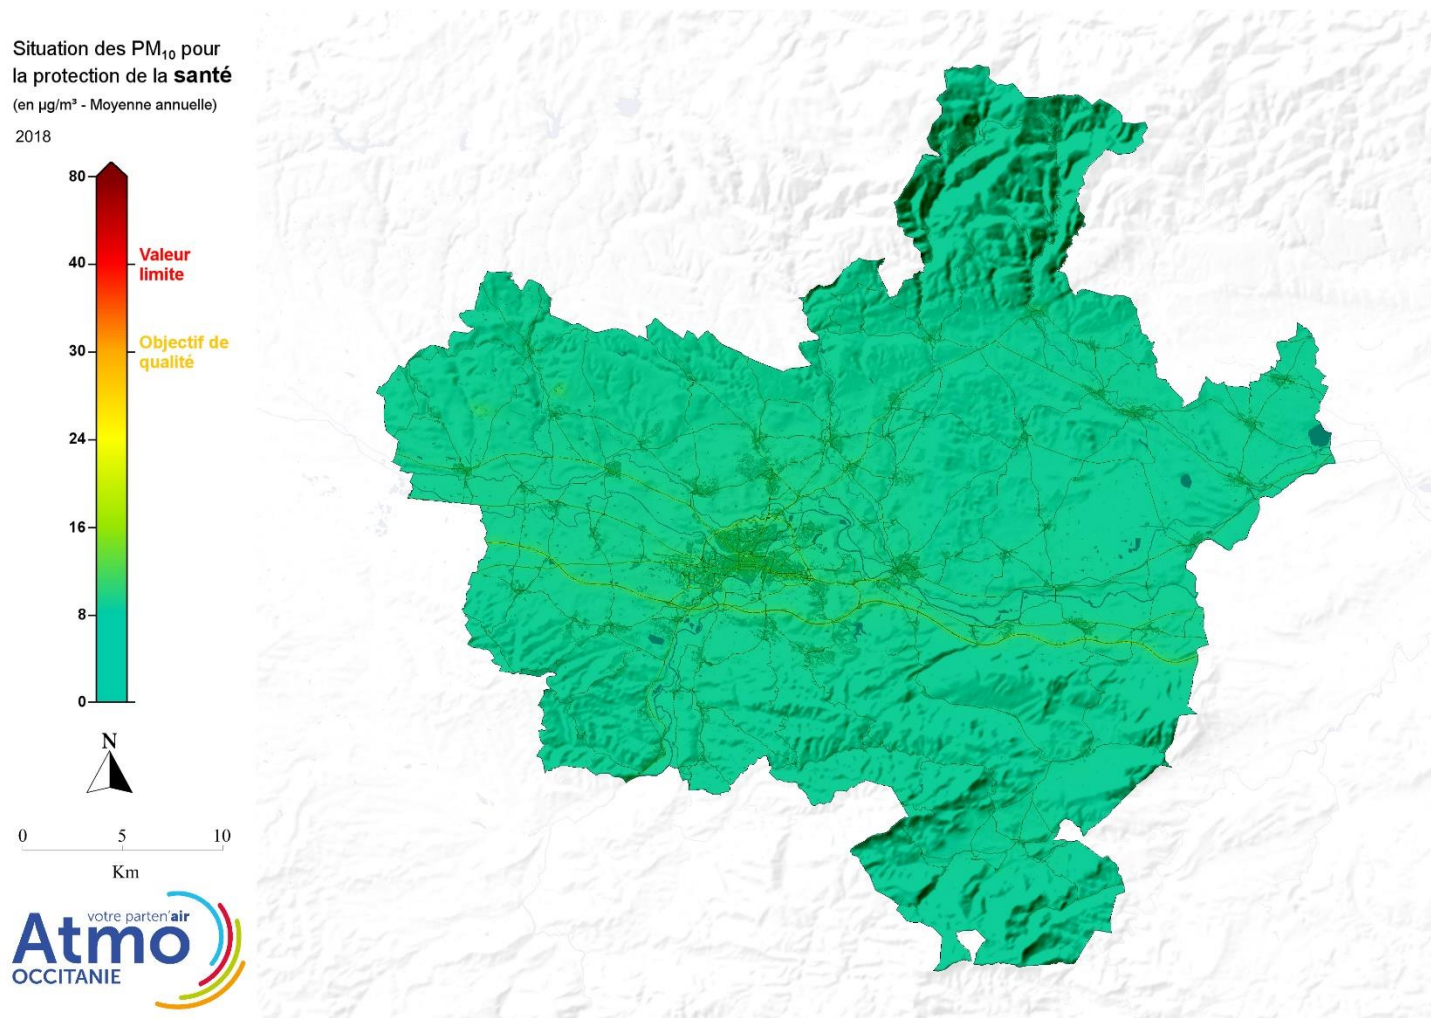 Situation des PM₁₀ pour
la protection de la santé
(en µg/m³ - Moyenne annuelle)
2018
80
40
Valeur
limite
30
Objectif de
qualité
24
16
8
0
N
0 5 10
Km
votre parten'air
Atmo
OCCITANIE